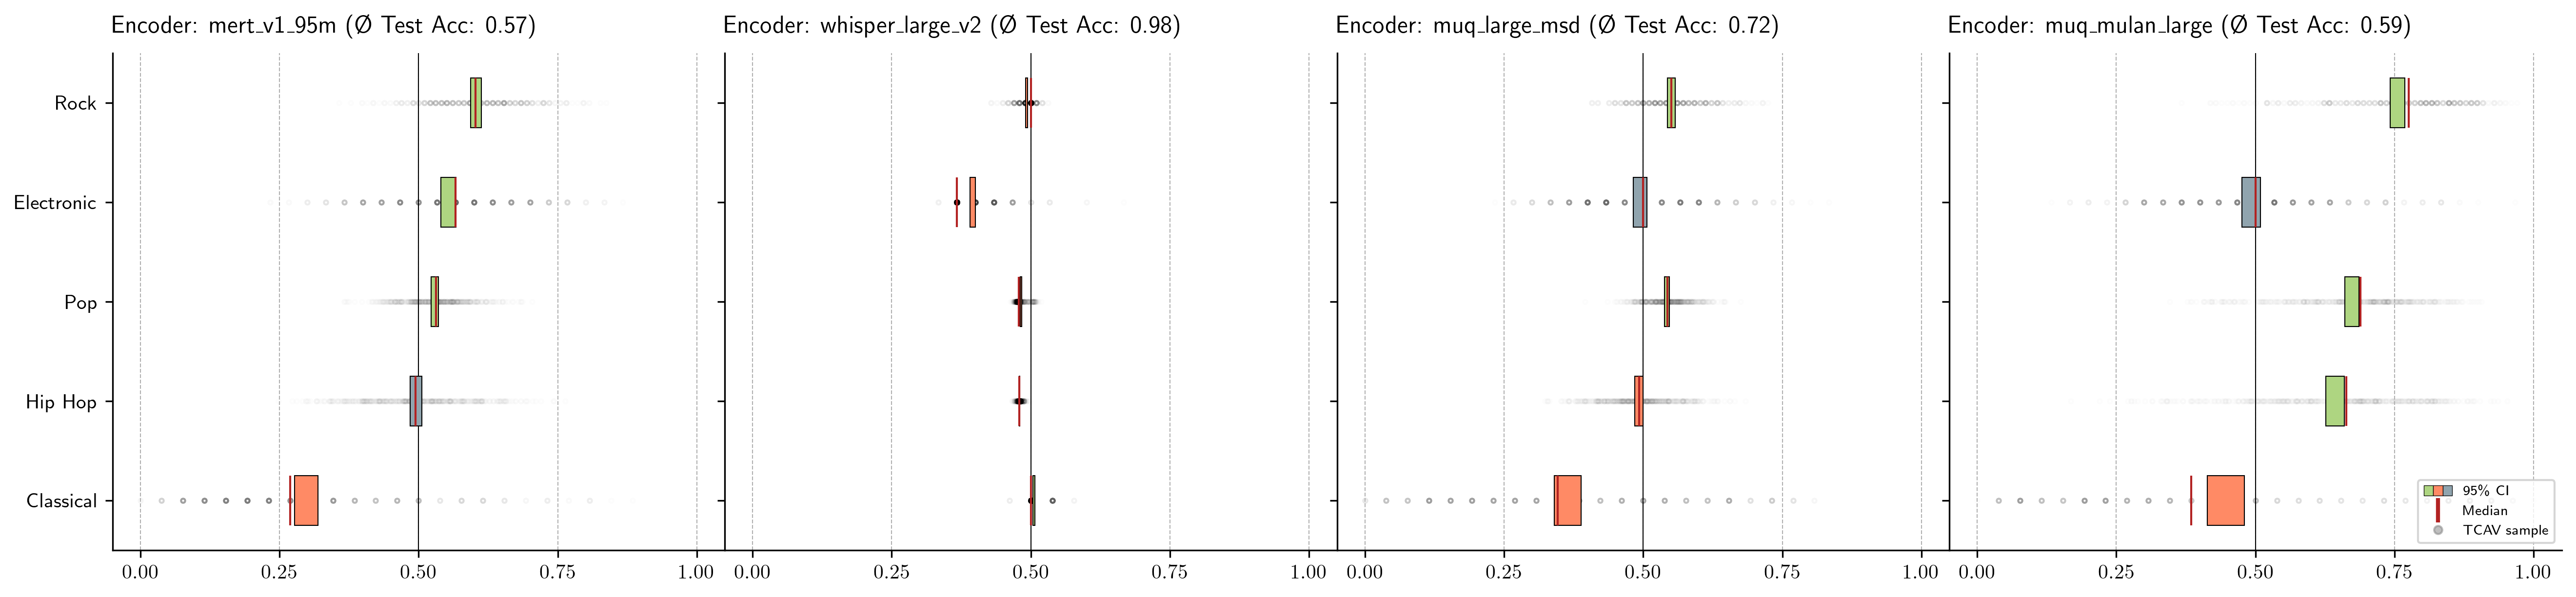 Encoder: mert_v1_95m (Ø Test Acc: 0.57)
Encoder: whisper_large_v2 (Ø Test Acc: 0.98)
Encoder: muq_large_msd (Ø Test Acc: 0.72)
Encoder: muq_mulan_large (Ø Test Acc: 0.59)
Rock
Electronic
Pop
Hip Hop
Classical
95% CI
Median
TCAV sample
0.00 0.25 0.50 0.75 1.00
0.00 0.25 0.50 0.75 1.00
0.00 0.25 0.50 0.75 1.00
0.00 0.25 0.50 0.75 1.00